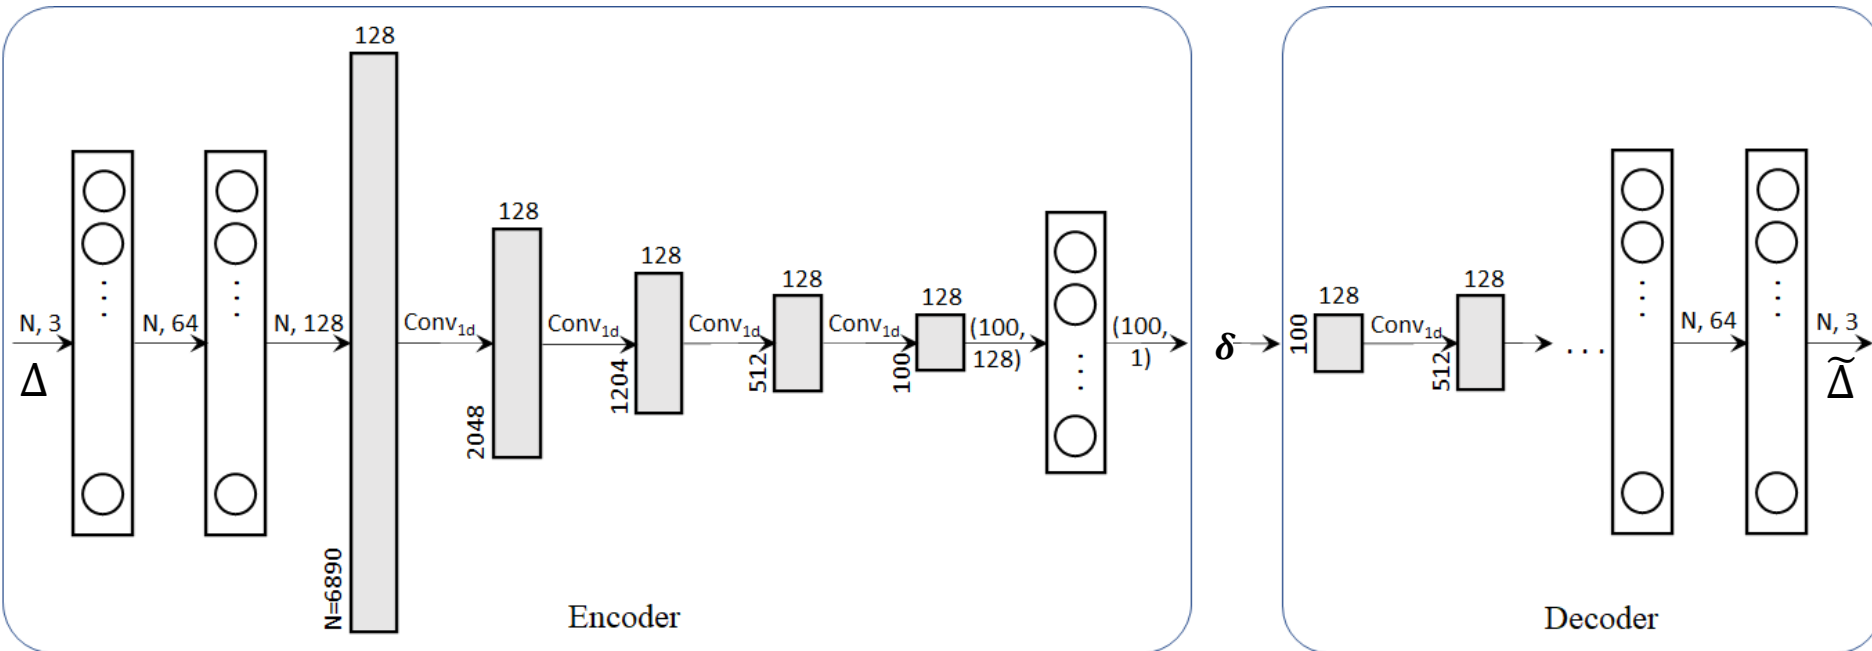 N, 3
Δ
N, 64
N, 128
128
N=6890
Conv1d
128
2048
Conv1d
128
1204
Conv1d
128
512
Conv1d
128
100
(100,
128)
(100,
1)
Encoder
δ
128
100
Conv1d
128
512
. . .
N, 64
N, 3
Δ̃
Decoder